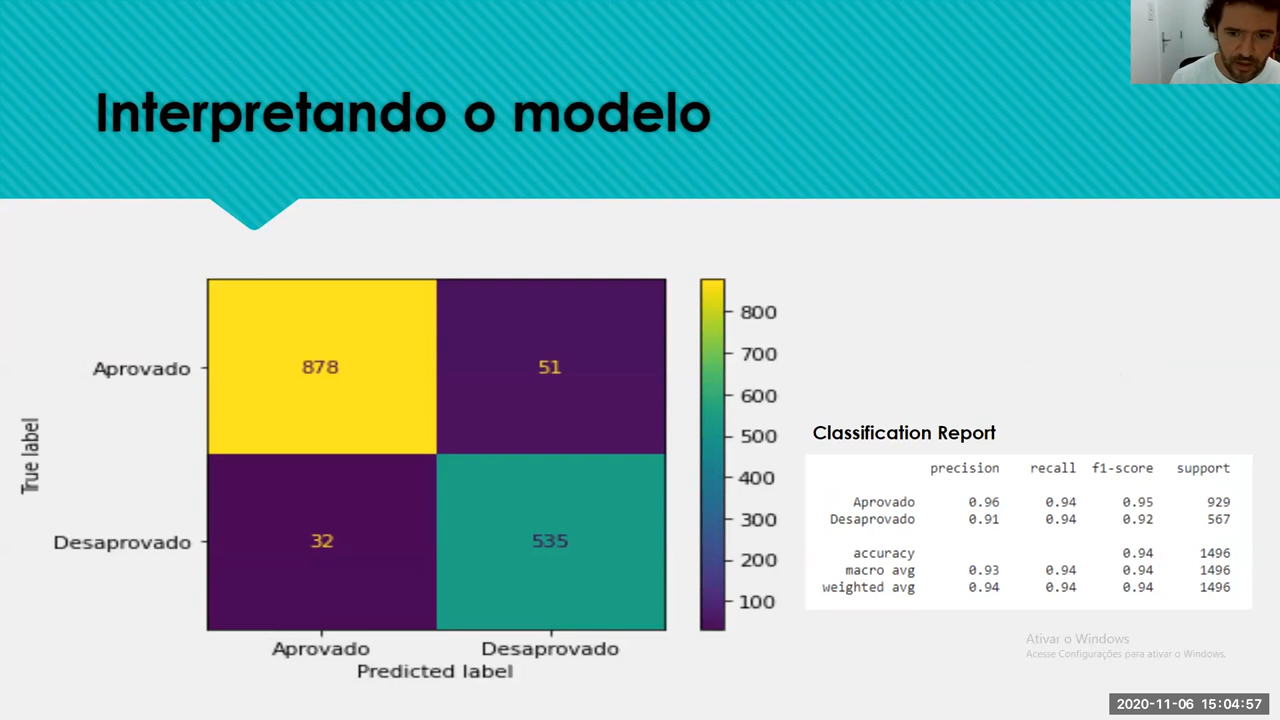 Interpretando o modelo
878 51
32 535
Aprovado
Desaprovado
True label
Aprovado Desaprovado
Predicted label
800
700
600
500
400
300
200
100
Classification Report
precision recall f1-score support
Aprovado 0.96 0.94 0.95 929
Desaprovado 0.91 0.94 0.92 567
accuracy 0.94 1496
macro avg 0.93 0.94 0.94 1496
weighted avg 0.94 0.94 0.94 1496
Ativar o Windows
Acesse Configurações para ativar o Windows.
2020-11-06 15:04:57